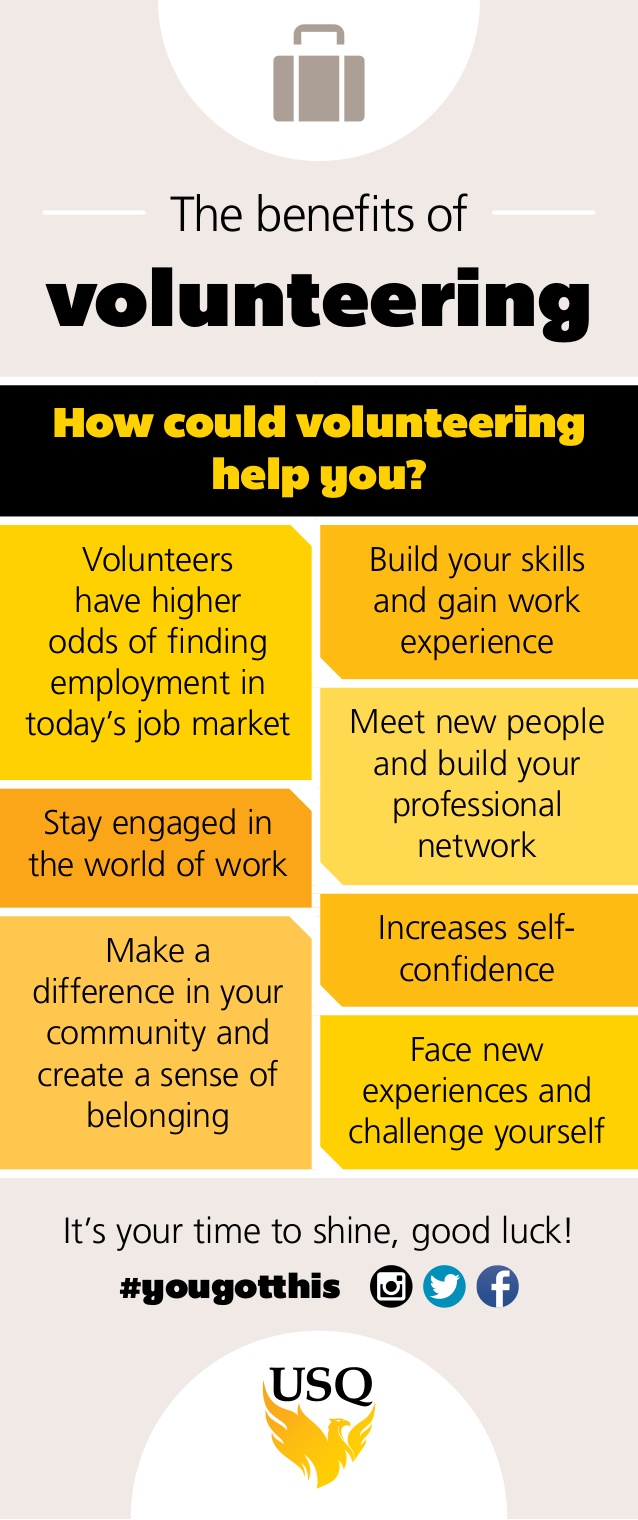 The benefits of
volunteering
How could volunteering
help you?
Volunteers
have higher
odds of finding
employment in
today's job market
Stay engaged in
the world of work
Make a
difference in your
community and
create a sense of
belonging
Build your skills
and gain work
experience
Meet new people
and build your
professional
network
Increases self-
confidence
Face new
experiences and
challenge yourself
It's your time to shine, good luck!
#yougotthis
USQ